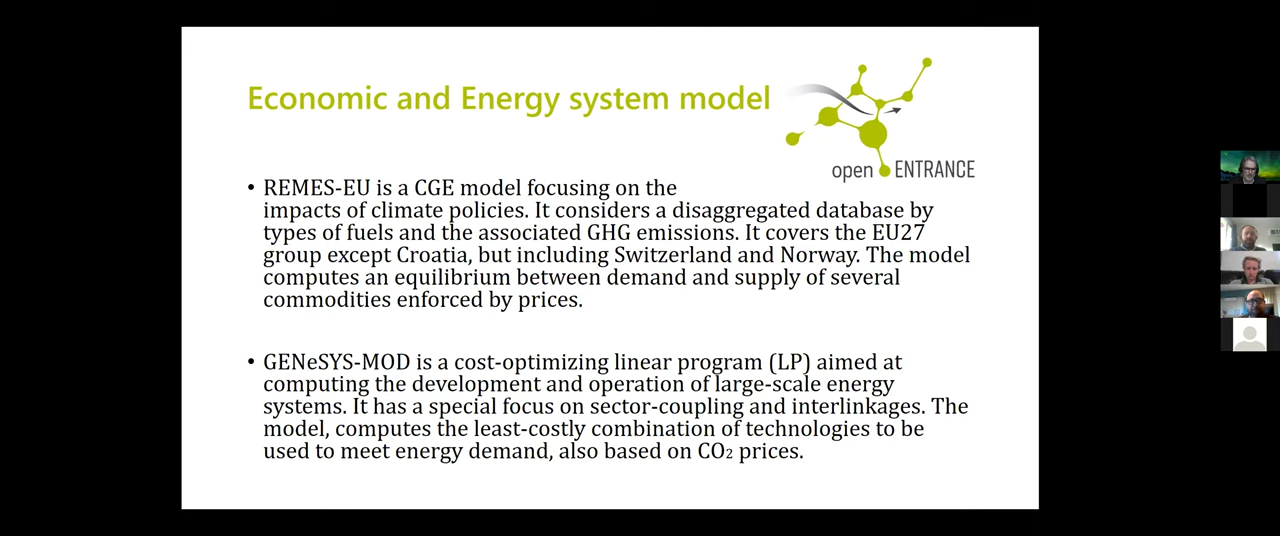 Economic and Energy system model
open ENTRANCE
• REMES-EU is a CGE model focusing on the
impacts of climate policies. It considers a disaggregated database by
types of fuels and the associated GHG emissions. It covers the EU27
group except Croatia, but including Switzerland and Norway. The model
computes an equilibrium between demand and supply of several
commodities enforced by prices.
• GENeSYS-MOD is a cost-optimizing linear program (LP) aimed at
computing the development and operation of large-scale energy
systems. It has a special focus on sector-coupling and interlinkages. The
model, computes the least-costly combination of technologies to be
used to meet energy demand, also based on CO₂ prices.